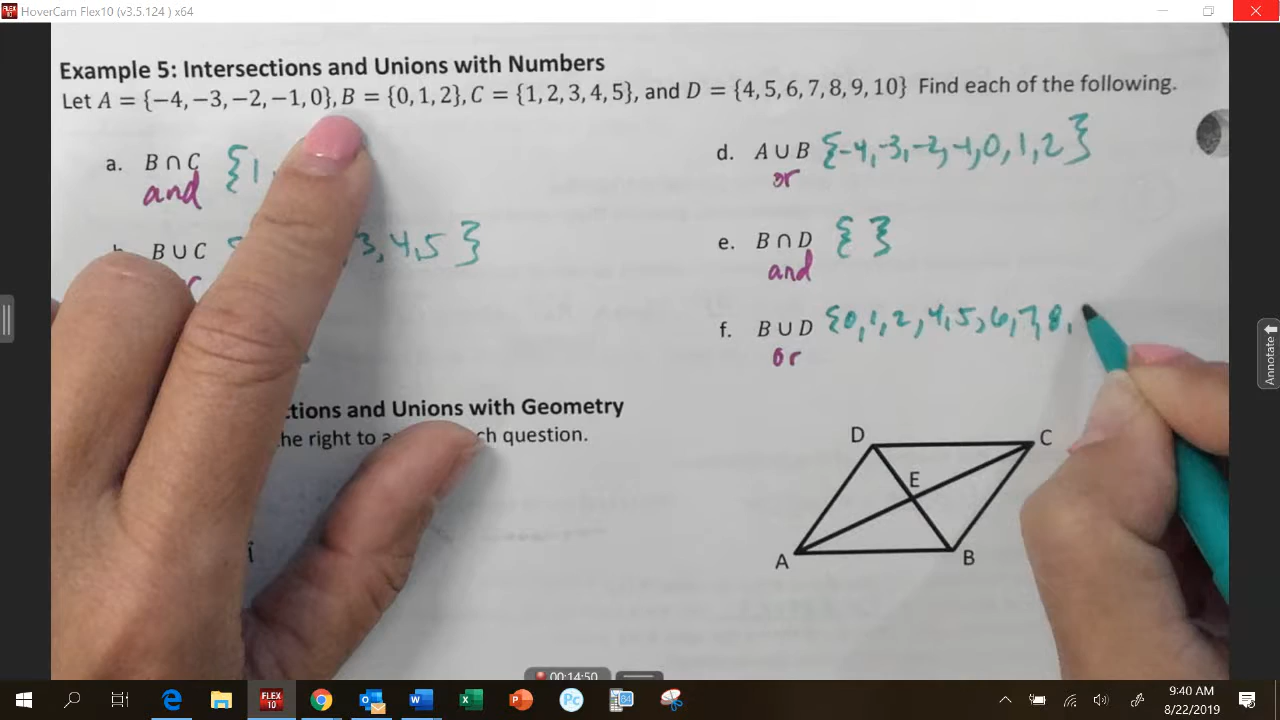 HoverCam Flex10 (v3.5.124 ) x64
Example 5: Intersections and Unions with Numbers
Let A = {−4, −3, −2, −1, 0}, B = {0, 1, 2}, C = {1, 2, 3, 4, 5}, and D = {4, 5, 6, 7, 8, 9, 10} Find each of the following.
a. B ∩ C {1,
and
B ∪ C 3, 4, 5 }
d. A ∪ B {-4, -3, -2, -1, 0, 1, 2}
or
e. B ∩ D { }
and
f. B ∪ D {0, 1, 2, 4, 5, 6, 7, 8,
or
and Unions with Geometry
the right to question.
D
C
E
A
B
Annotate
00:14:50
FLEX
10
9:40 AM
8/22/2019